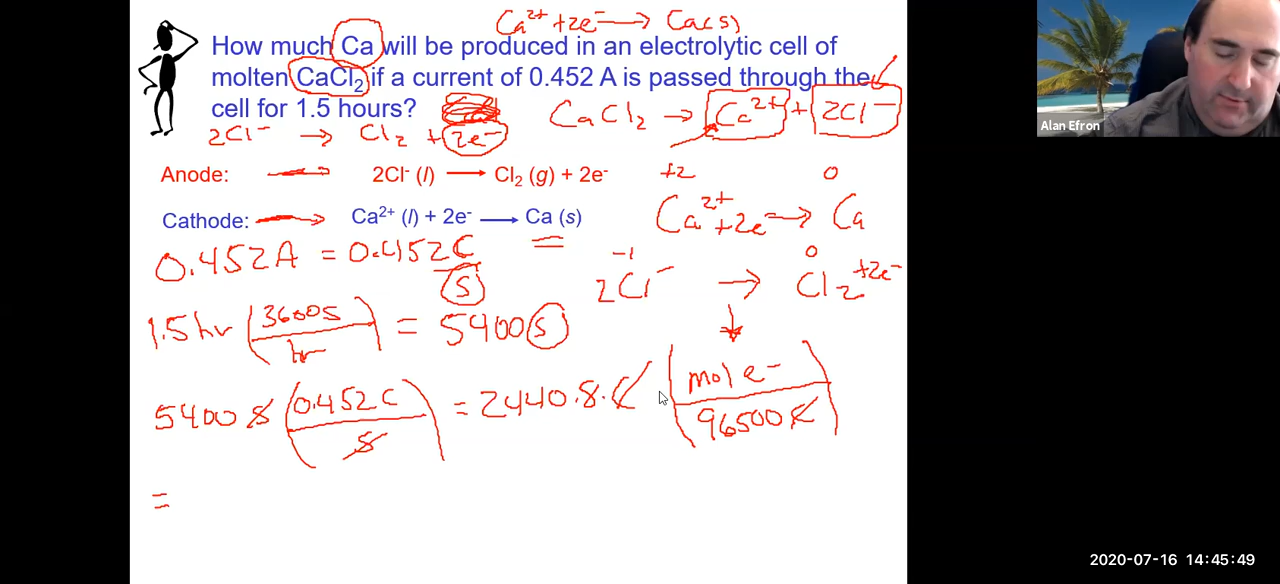 Ca²⁺ + 2e⁻ → Ca(s)
How much Ca will be produced in an electrolytic cell of
molten CaCl₂ if a current of 0.452 A is passed through the
cell for 1.5 hours?
CaCl₂ → Ca²⁺ + 2Cl⁻
2Cl⁻ → Cl₂ + 2e⁻
Alan Efron
Anode: → 2Cl⁻ (l) → Cl₂ (g) + 2e⁻
+2 0
Cathode: → Ca²⁺ (l) + 2e⁻ → Ca (s)
Ca²⁺ + 2e⁻ → Ca
0.452A = 0.452 C/s =
-1 0
2Cl⁻ → Cl₂ + 2e⁻
1.5 hr (3600s/hr) = 5400 s
5400 s (0.452 C/s) = 2440.8 C (mol e⁻/96500 C)
=
2020-07-16 14:45:49